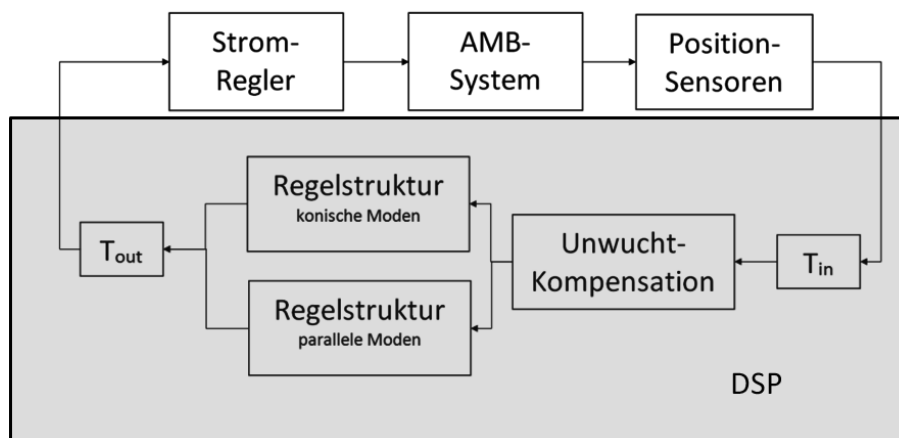 Strom-
Regler
AMB-
System
Position-
Sensoren
Regelstruktur
konische Moden
Unwucht-
Kompensation
Tout
Tin
Regelstruktur
parallele Moden
DSP